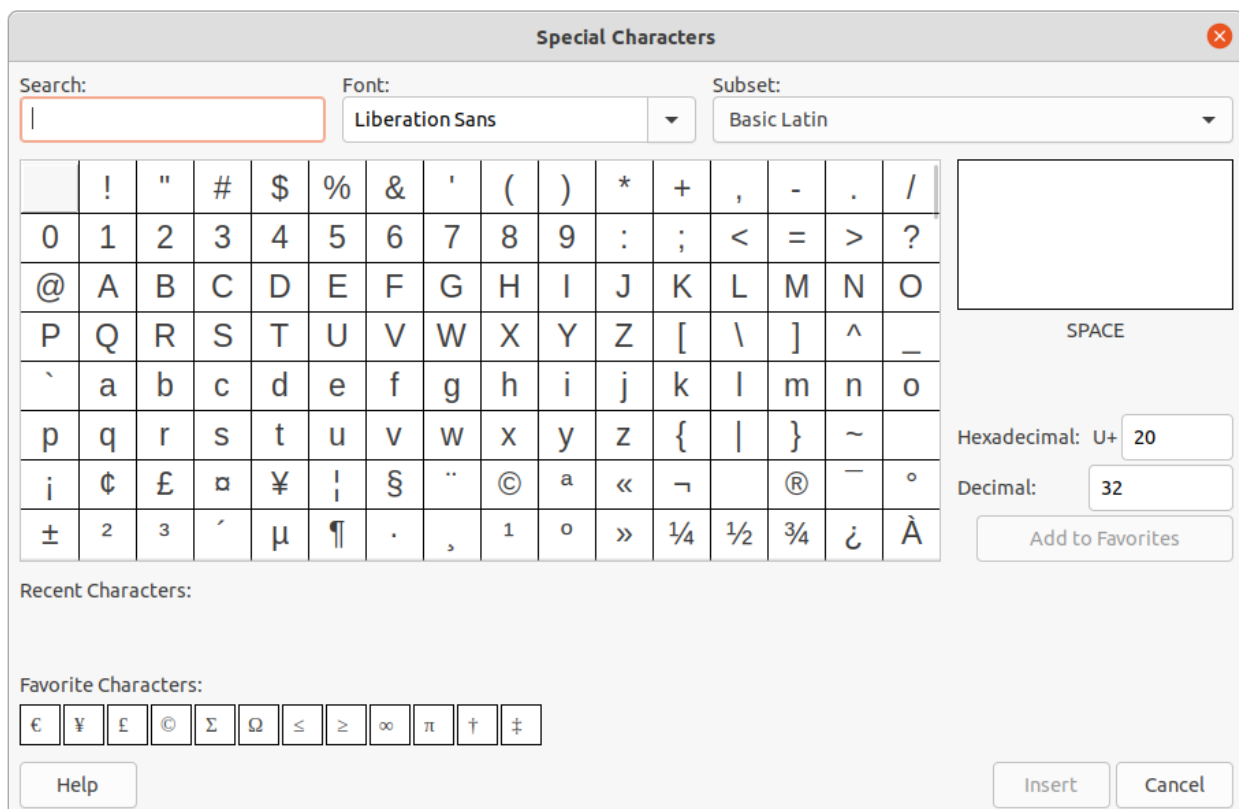 Special Characters
Search: Font: Subset:
Liberation Sans Basic Latin
! " # $ % & ' ( ) * + , - . /
0 1 2 3 4 5 6 7 8 9 : ; < = > ?
@ A B C D E F G H I J K L M N O
P Q R S T U V W X Y Z [ \ ] ^ _
SPACE
` a b c d e f g h i j k l m n o
p q r s t u v w x y z { | } ~
Hexadecimal: U+ 20
¡ ¢ £ ¤ ¥ ¦ § ¨ © ª « ¬ ® ¯ °
Decimal: 32
± ² ³ ´ µ ¶ · ¸ ¹ º » ¼ ½ ¾ ¿ À
Add to Favorites
Recent Characters:
Favorite Characters:
€ ¥ £ © Σ Ω ≤ ≥ ∞ π † ‡
Help Insert Cancel